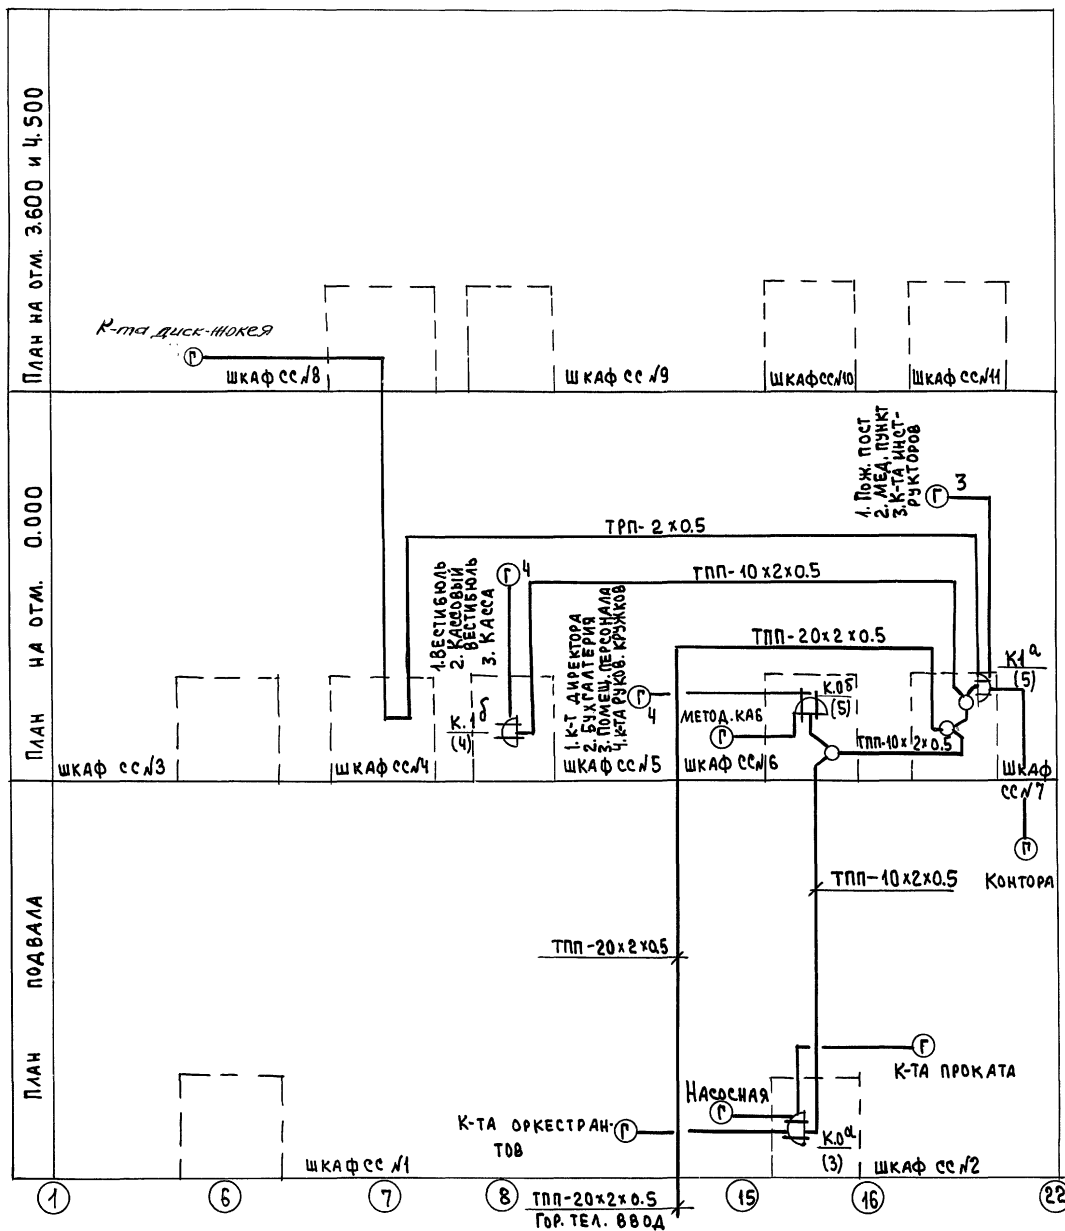 План на отм. 3.600 и 4.500
К-та диск-жокея
Г
шкаф сс №8
шкаф сс №9
шкаф сс №10
шкаф сс №11
План на отм. 0.000
1. Пож. пост
2. мед. пункт
3. к-та инст-
рукторов
Г 3
ТРП- 2×0.5
ТПП-10×2×0.5
ТПП-20×2×0.5
1. Вестибюль
2. Кассовый
вестибюль
3. Касса
Г 4
1. К-т директора
2. Бухгалтерия
3. Помещ. персонала
4. К-та руков. кружков
Г
4
К1а
(5)
К.0б
(5)
К.1б
(4)
метод. каб
Г
ТПП-10×2×0.5
шкаф сс №3
шкаф сс №4
шкаф сс №5
шкаф сс №6
шкаф
сс №7
Г
Контора
План подвала
ТПП-10×2×0.5
ТПП-20×2×0.5
Г
К-та проката
Насосная
Г
К-та оркестран-
тов
Г
К.0а
(3)
шкаф сс №1
шкаф сс №2
1 6 7 8 15 16 22
ТПП-20×2×0.5
Гор. тел. ввод